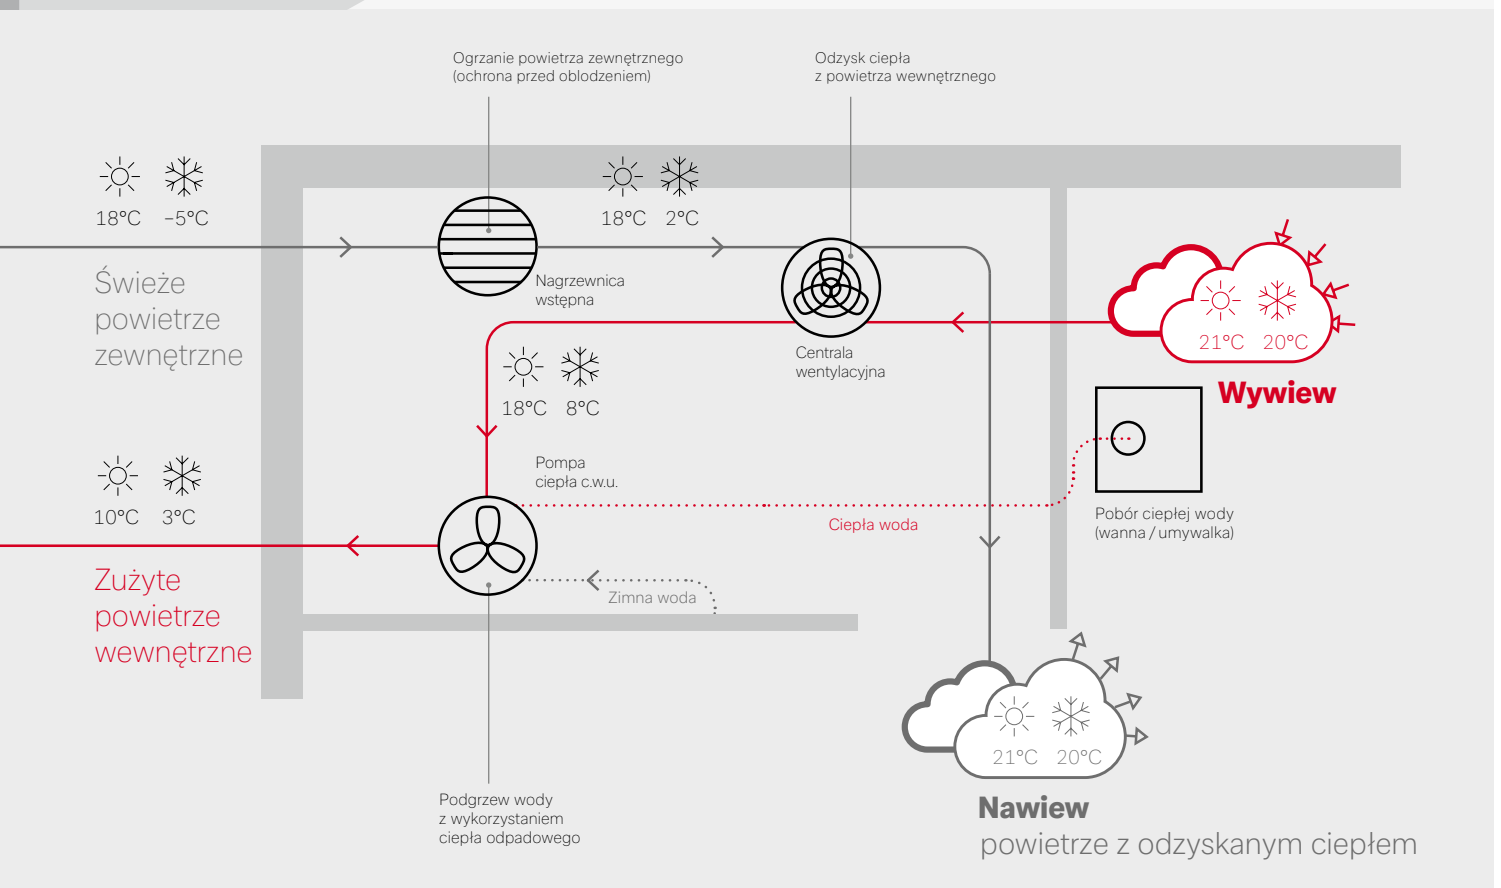 Ogrzanie powietrza zewnętrznego
(ochrona przed oblodzeniem)
Odzysk ciepła
z powietrza wewnętrznego
18°C -5°C
18°C 2°C
Świeże
powietrze
zewnętrzne
Nagrzewnica
wstępna
21°C 20°C
Centrala
wentylacyjna
Wywiew
18°C 8°C
Pompa
ciepła c.w.u.
10°C 3°C
Ciepła woda
Pobór ciepłej wody
(wanna / umywalka)
Zużyte
powietrze
wewnętrzne
Zimna woda
21°C 20°C
Podgrzew wody
z wykorzystaniem
ciepła odpadowego
Nawiew
powietrze z odzyskanym ciepłem